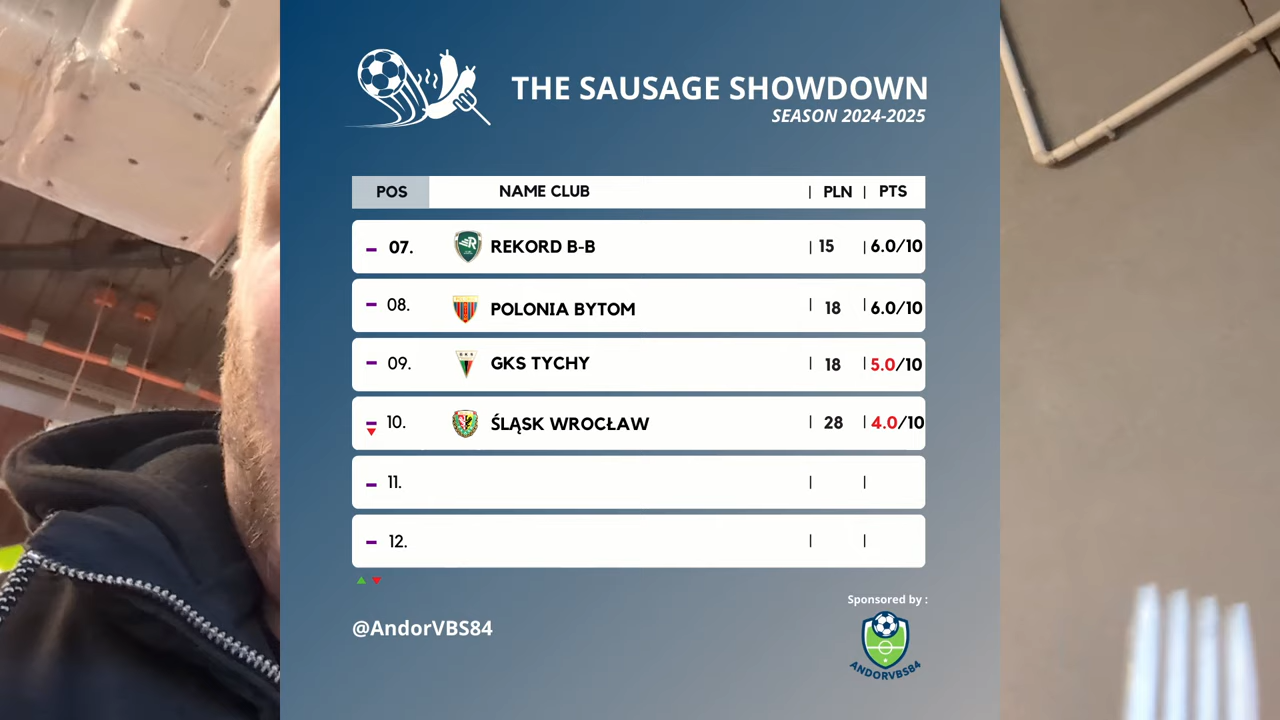 THE SAUSAGE SHOWDOWN
SEASON 2024-2025
POS NAME CLUB | PLN | PTS
07. REKORD B-B | 15 | 6.0/10
08. POLONIA BYTOM | 18 | 6.0/10
09. GKS TYCHY | 18 | 5.0/10
10. ŚLĄSK WROCŁAW | 28 | 4.0/10
11. | |
12. | |
Sponsored by :
@AndorVBS84
ANDORVBS84